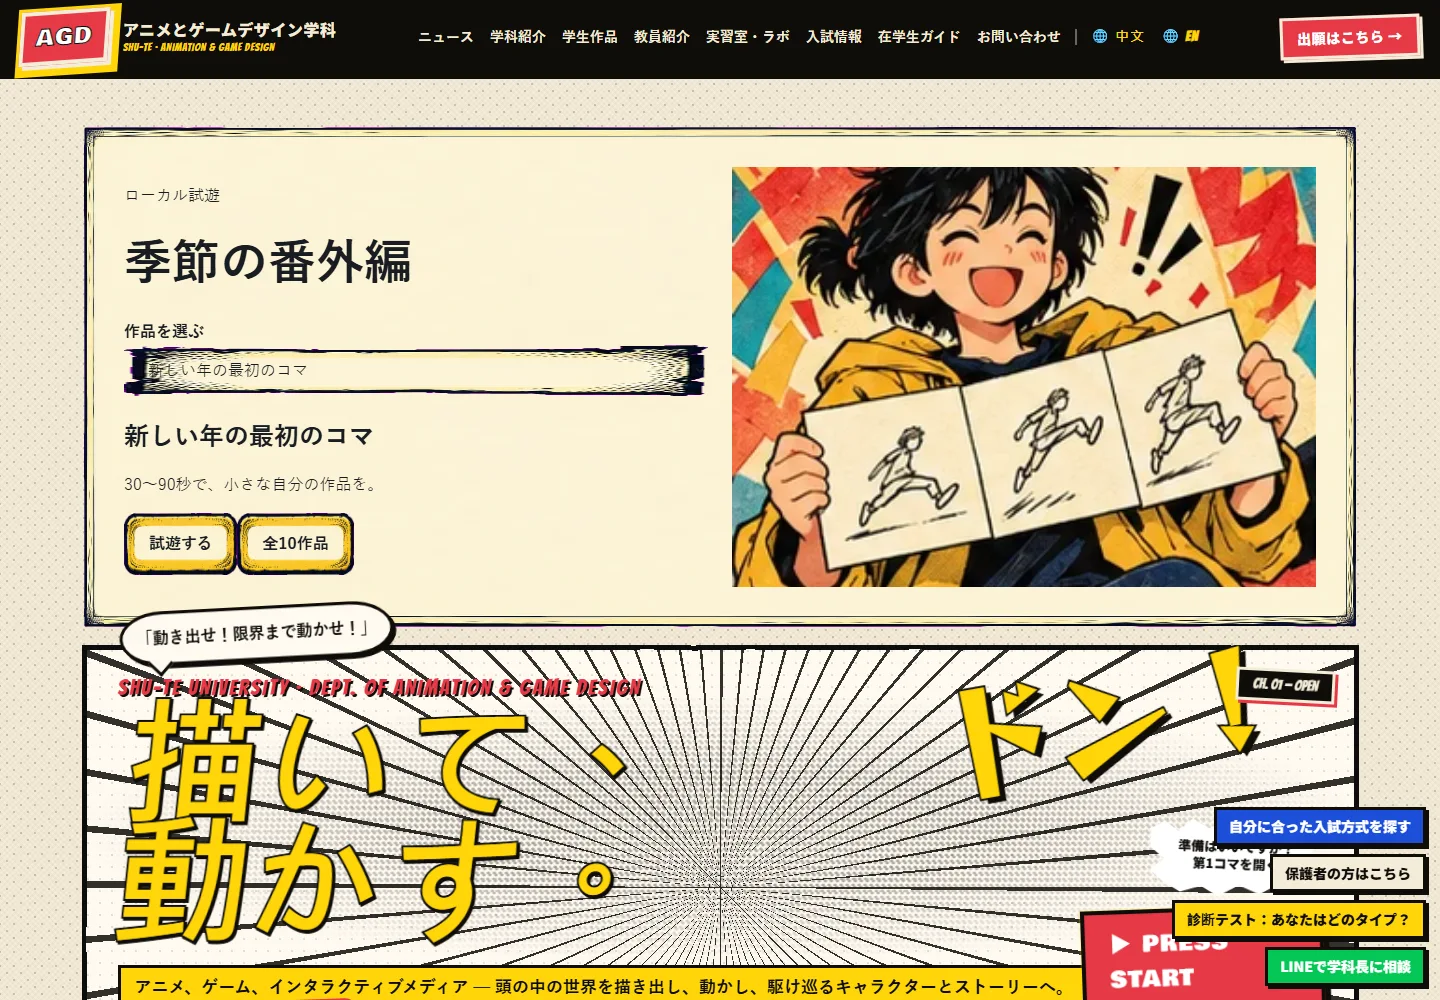 AGD
アニメとゲームデザイン学科
SHU-TE · ANIMATION & GAME DESIGN
ニュース 学科紹介 学生作品 教員紹介 実習室・ラボ 入試情報 在学生ガイド お問い合わせ | 中文 EN
出願はこちら →
ローカル試遊
季節の番外編
作品を選ぶ
新しい年の最初のコマ
新しい年の最初のコマ
30〜90秒で、小さな自分の作品を。
試遊する 全10作品
「動き出せ！限界まで動かせ！」
SHU-TE UNIVERSITY · DEPT. OF ANIMATION & GAME DESIGN
CH. 01 — OPEN
描いて、
動かす。
ドン！
準備はいいですか？
第1コマを開
自分に合った入試方式を探す
保護者の方はこちら
診断テスト：あなたはどのタイプ？
LINEで学科長に相談
▶ PRESS
START
アニメ、ゲーム、インタラクティブメディア — 頭の中の世界を描き出し、動かし、駆け巡るキャラクターとストーリーへ。